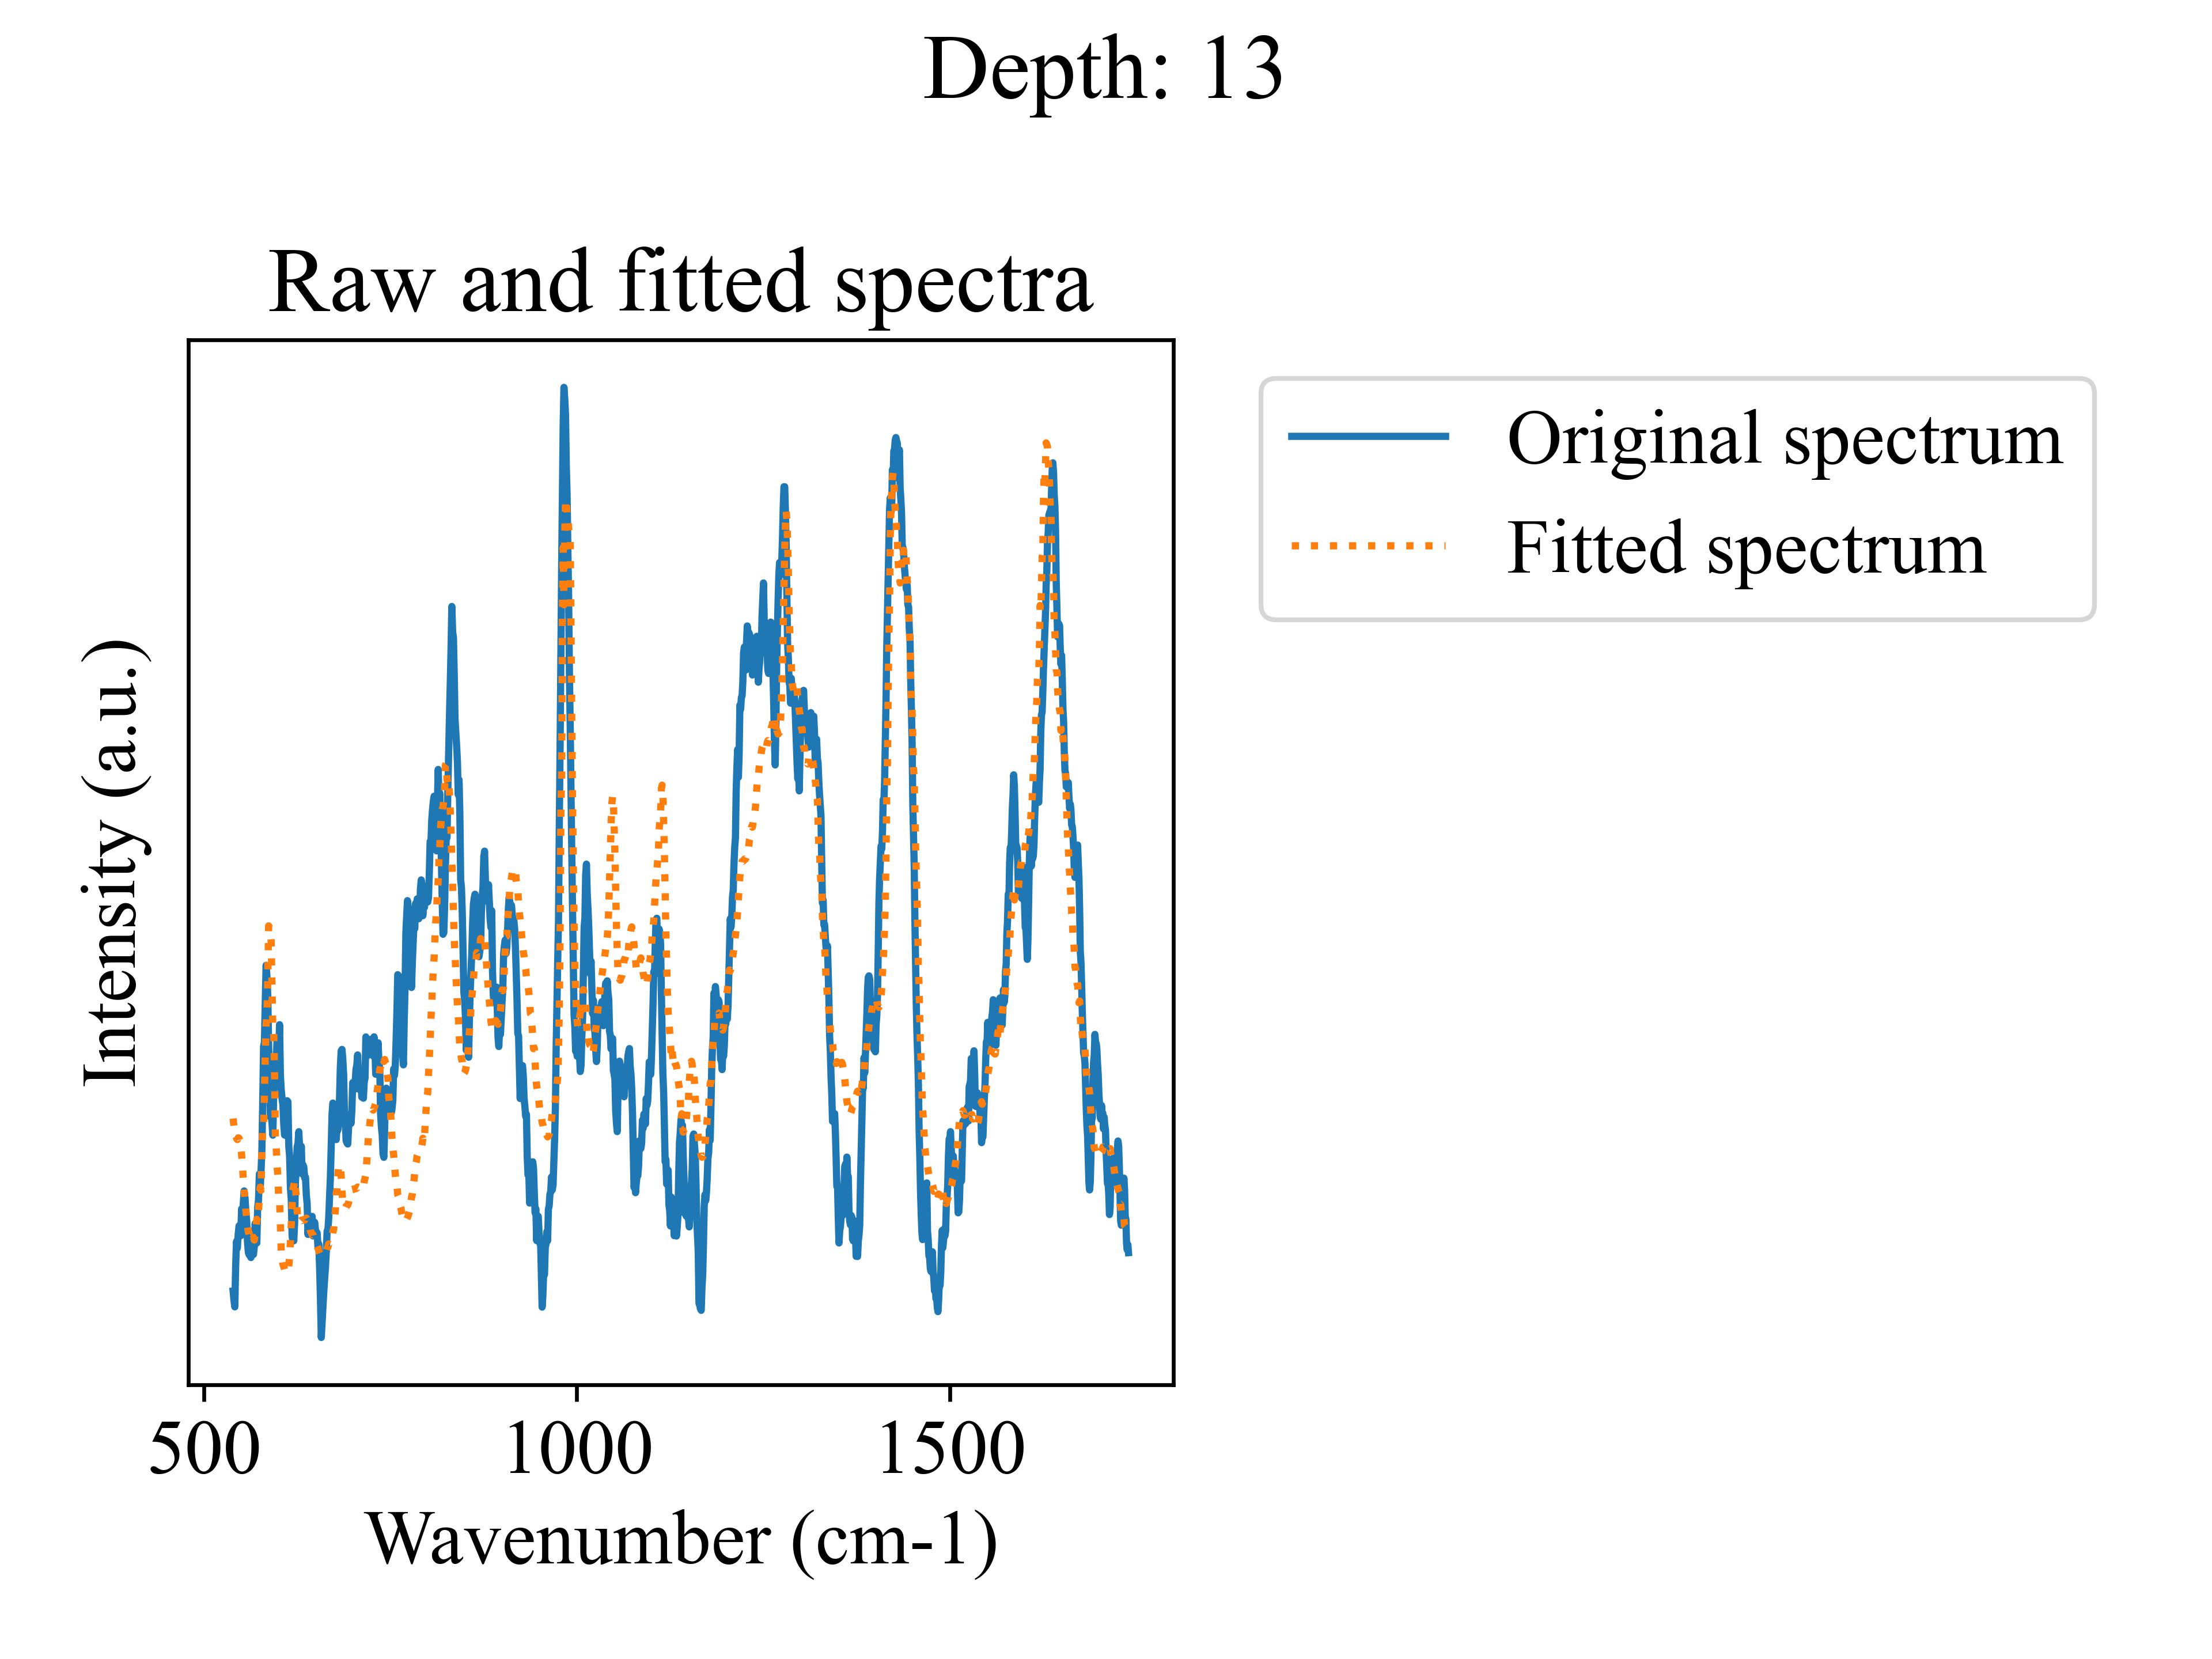 Depth: 13
Raw and fitted spectra
Original spectrum
Fitted spectrum
Intensity (a.u.)
500 1000 1500
Wavenumber (cm-1)